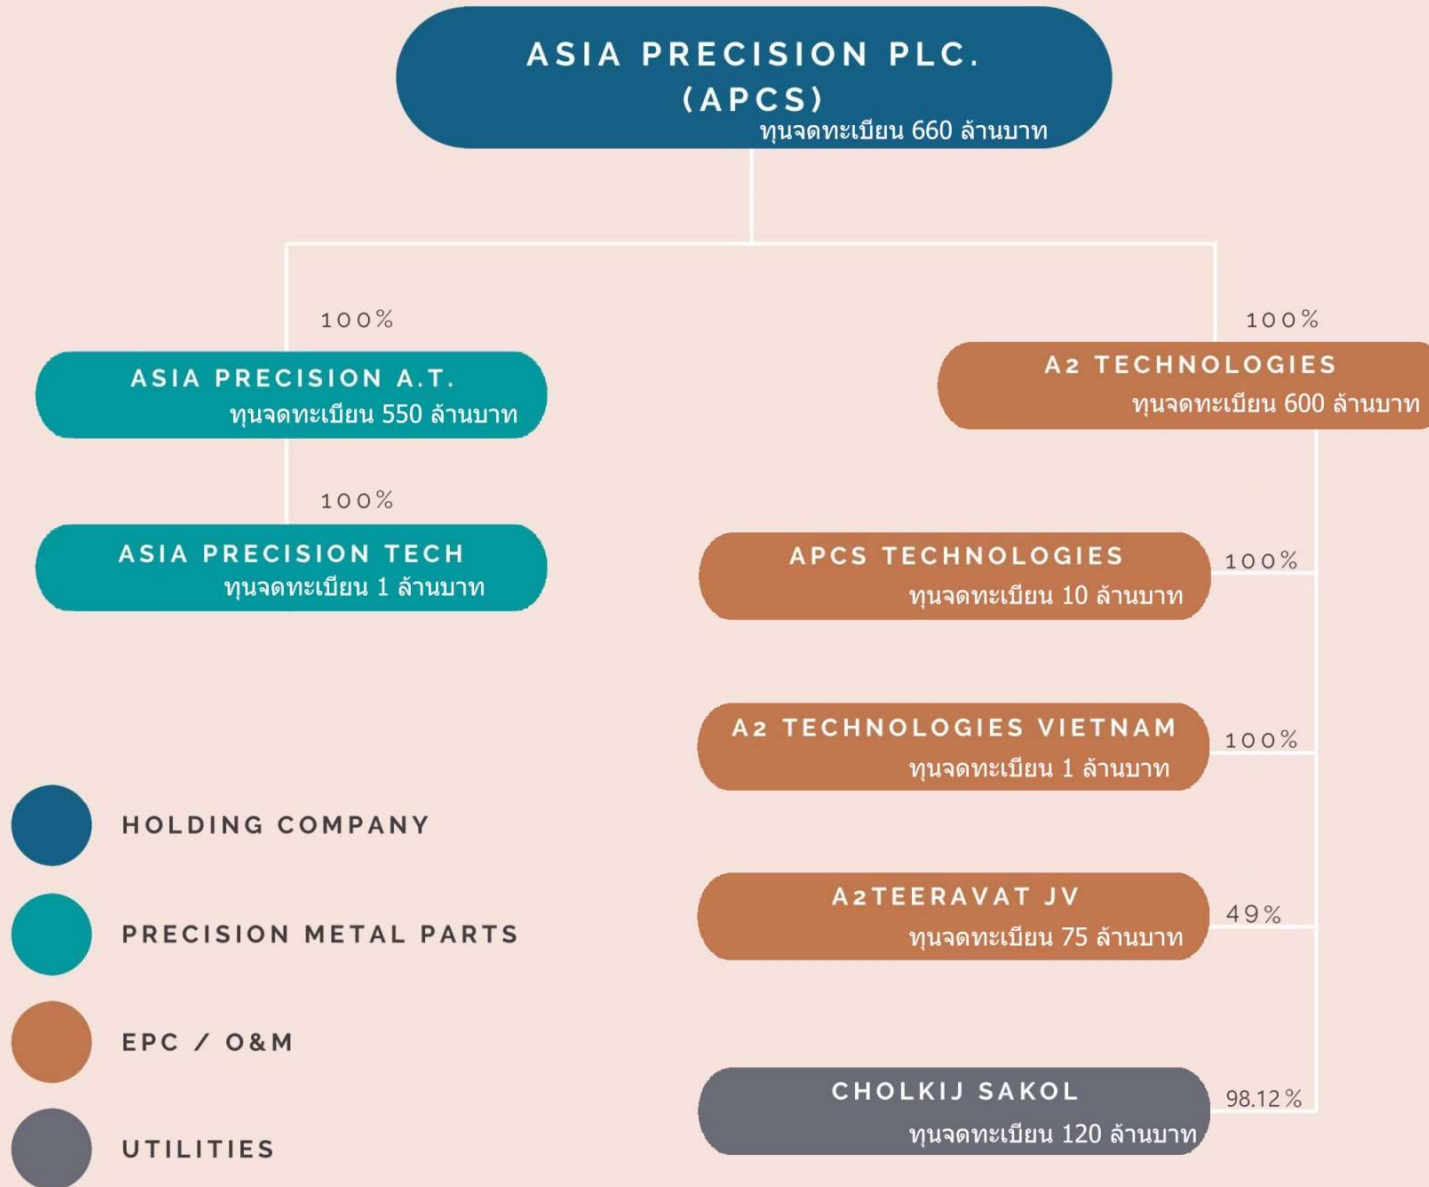 ASIA PRECISION PLC.
(APCS)
ทุนจดทะเบียน 660 ล้านบาท
100%
100%
ASIA PRECISION A.T.
ทุนจดทะเบียน 550 ล้านบาท
A2 TECHNOLOGIES
ทุนจดทะเบียน 600 ล้านบาท
100%
ASIA PRECISION TECH
ทุนจดทะเบียน 1 ล้านบาท
APCS TECHNOLOGIES
ทุนจดทะเบียน 10 ล้านบาท
100%
A2 TECHNOLOGIES VIETNAM
ทุนจดทะเบียน 1 ล้านบาท
100%
A2TEERAVAT JV
ทุนจดทะเบียน 75 ล้านบาท
49%
CHOLKIJ SAKOL
ทุนจดทะเบียน 120 ล้านบาท
98.12%
HOLDING COMPANY
PRECISION METAL PARTS
EPC / O&M
UTILITIES